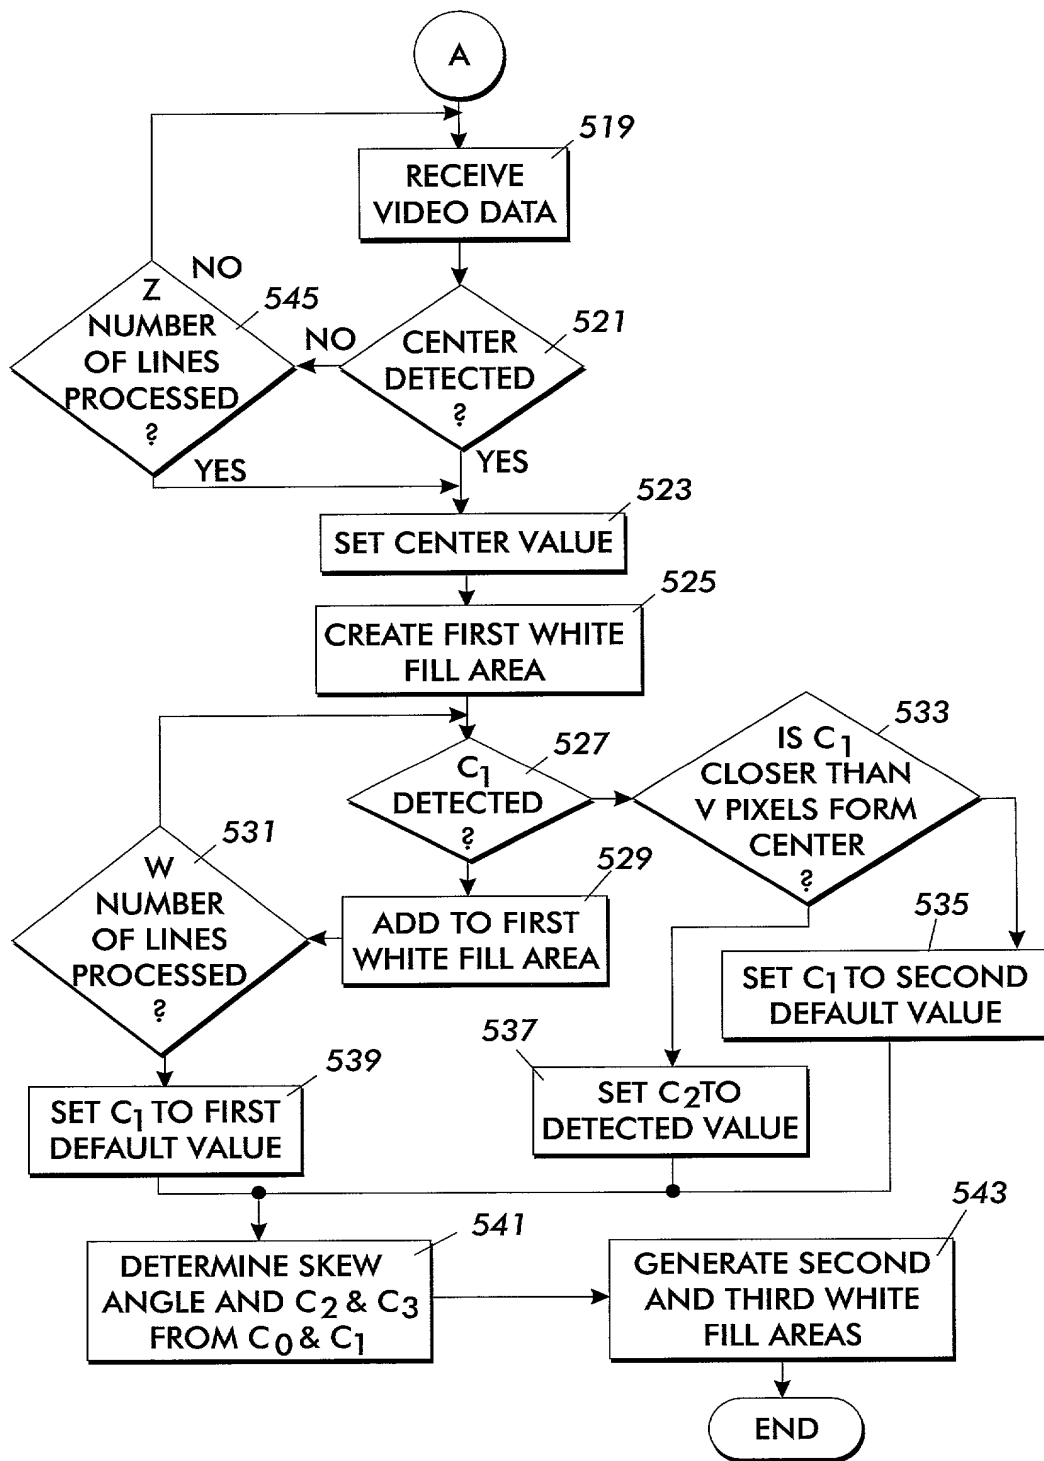 A
519
RECEIVE
VIDEO DATA
NO
Z
NUMBER
OF LINES
PROCESSED
?
545
NO
521
CENTER
DETECTED
?
YES
YES
523
SET CENTER VALUE
525
CREATE FIRST WHITE
FILL AREA
527
C1
DETECTED
?
533
IS C1
CLOSER THAN
V PIXELS FORM
CENTER
?
531
W
NUMBER
OF LINES
PROCESSED
?
529
ADD TO FIRST
WHITE FILL AREA
535
SET C1 TO SECOND
DEFAULT VALUE
539
SET C1 TO FIRST
DEFAULT VALUE
537
SET C2 TO
DETECTED VALUE
541
DETERMINE SKEW
ANGLE AND C2 & C3
FROM C0 & C1
543
GENERATE SECOND
AND THIRD WHITE
FILL AREAS
END